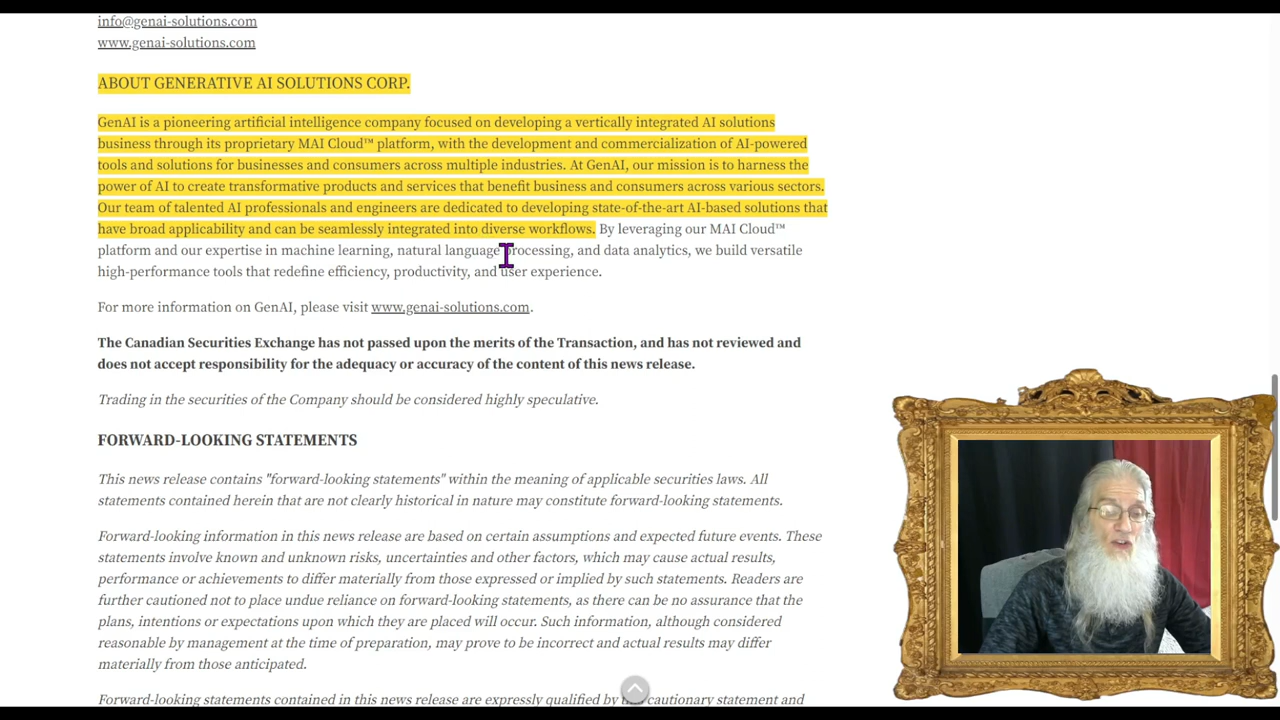 info@genai-solutions.com
www.genai-solutions.com
ABOUT GENERATIVE AI SOLUTIONS CORP.
GenAI is a pioneering artificial intelligence company focused on developing a vertically integrated AI solutions
business through its proprietary MAI Cloud™ platform, with the development and commercialization of AI-powered
tools and solutions for businesses and consumers across multiple industries. At GenAI, our mission is to harness the
power of AI to create transformative products and services that benefit business and consumers across various sectors.
Our team of talented AI professionals and engineers are dedicated to developing state-of-the-art AI-based solutions that
have broad applicability and can be seamlessly integrated into diverse workflows. By leveraging our MAI Cloud™
platform and our expertise in machine learning, natural language processing, and data analytics, we build versatile
high-performance tools that redefine efficiency, productivity, and user experience.
For more information on GenAI, please visit www.genai-solutions.com.
The Canadian Securities Exchange has not passed upon the merits of the Transaction, and has not reviewed and
does not accept responsibility for the adequacy or accuracy of the content of this news release.
Trading in the securities of the Company should be considered highly speculative.
FORWARD-LOOKING STATEMENTS
This news release contains "forward-looking statements" within the meaning of applicable securities laws. All
statements contained herein that are not clearly historical in nature may constitute forward-looking statements.
Forward-looking information in this news release are based on certain assumptions and expected future events. These
statements involve known and unknown risks, uncertainties and other factors, which may cause actual results,
performance or achievements to differ materially from those expressed or implied by such statements. Readers are
further cautioned not to place undue reliance on forward-looking statements, as there can be no assurance that the
plans, intentions or expectations upon which they are placed will occur. Such information, although considered
reasonable by management at the time of preparation, may prove to be incorrect and actual results may differ
materially from those anticipated.
Forward-looking statements contained in this news release are expressly qualified by cautionary statement and